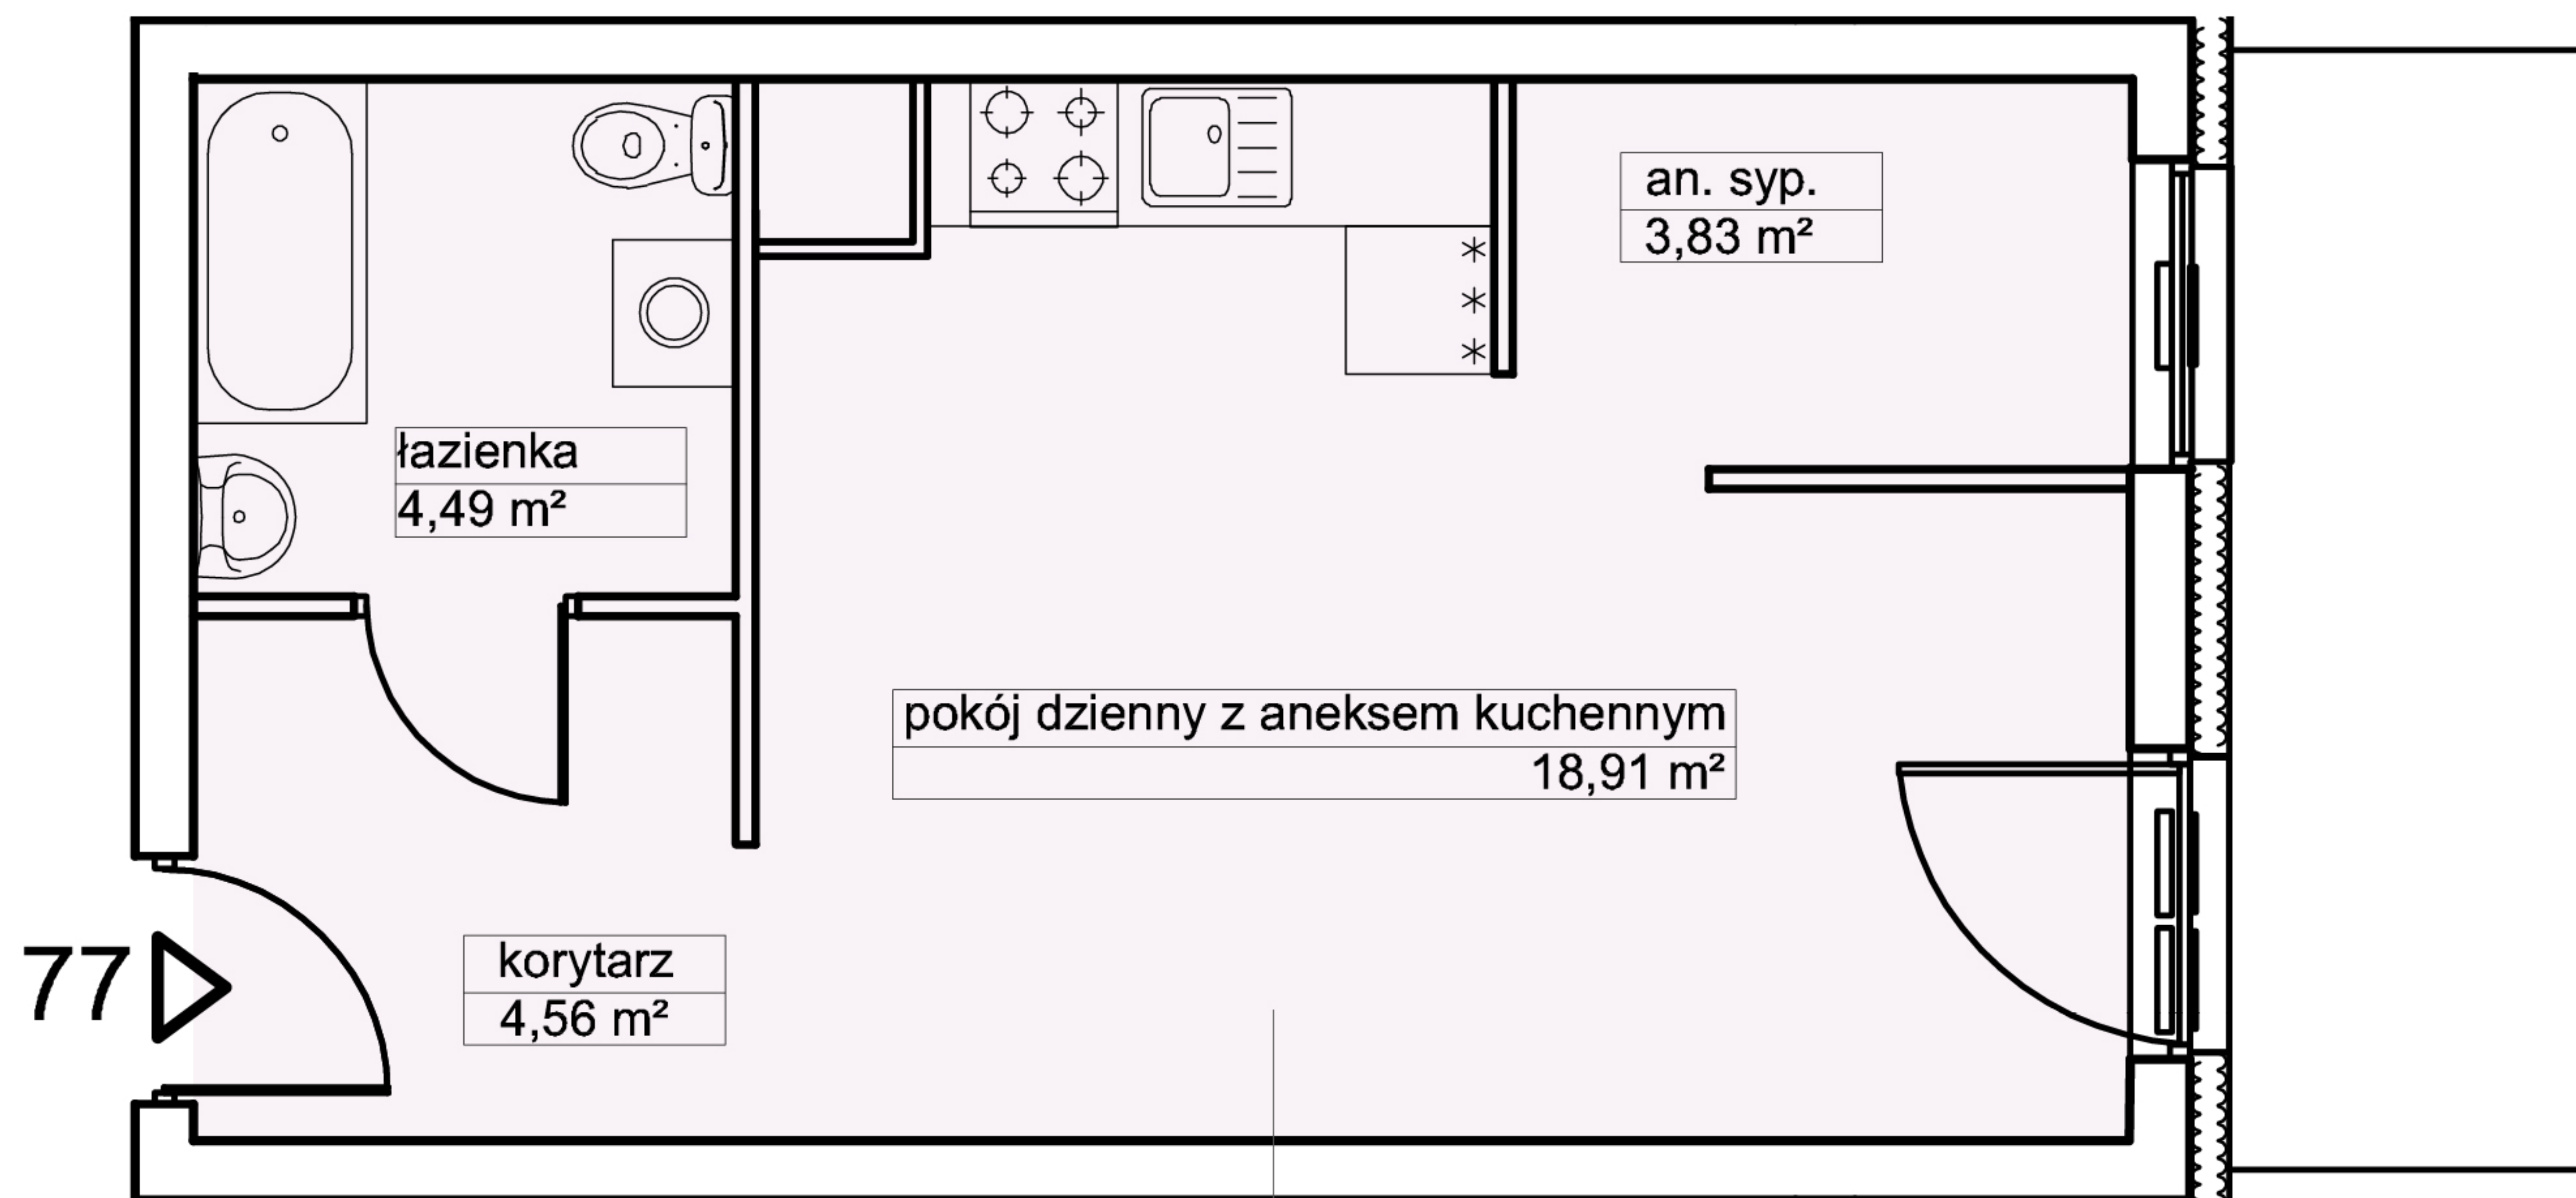 an. syp.
3,83 m²
łazienka
4,49 m²
pokój dzienny z aneksem kuchennym
18,91 m²
77
korytarz
4,56 m²